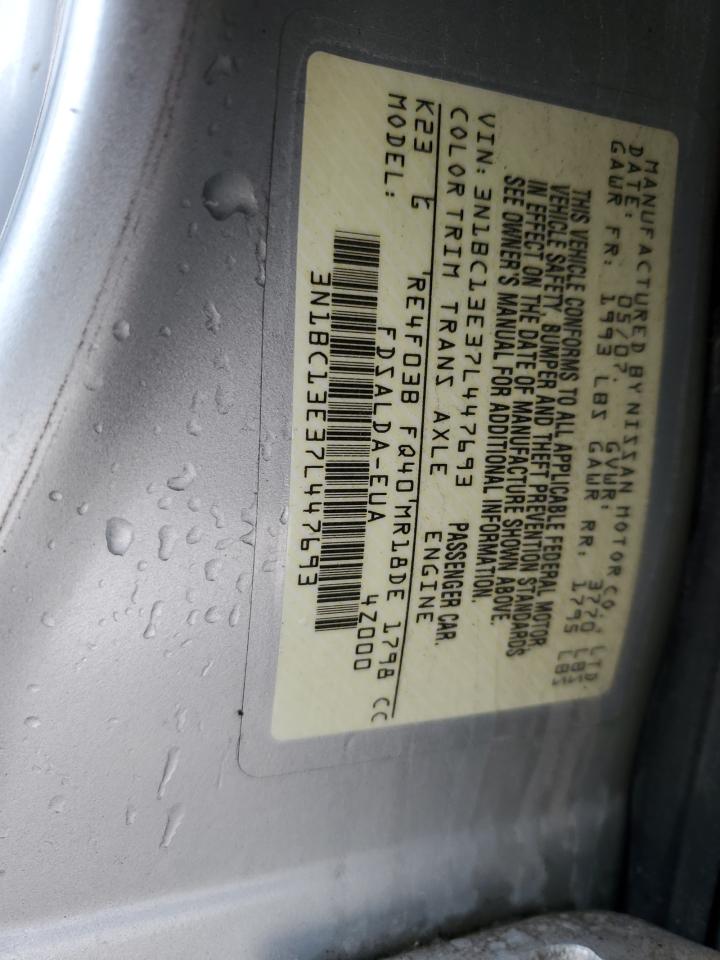 MANUFACTURED BY NISSAN MOTOR CO., LTD.
DATE: 05/07 GVWR: 3770 LBS
GAWR FR: 1993 LBS GAWR RR: 1795 LBS
THIS VEHICLE CONFORMS TO ALL APPLICABLE FEDERAL MOTOR
VEHICLE SAFETY, BUMPER AND THEFT PREVENTION STANDARDS
IN EFFECT ON THE DATE OF MANUFACTURE SHOWN ABOVE.
SEE OWNER'S MANUAL FOR ADDITIONAL INFORMATION.
VIN: 3N1BC13E37L447693 PASSENGER CAR.
COLOR TRIM TRANS AXLE ENGINE
K23 G RE4F03B FQ40 MR18DE 1798 CC
MODEL: FDSALDA-EUA 4Z000
3N1BC13E37L447693